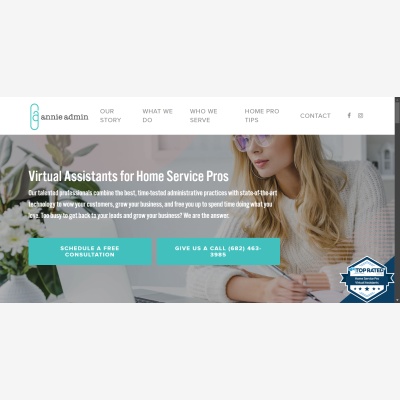 annie admin
OUR STORY
WHAT WE DO
WHO WE SERVE
HOME PRO TIPS
CONTACT
Virtual Assistants for Home Service Pros
Our talented professionals combine the best, time-tested administrative practices with state-of-the-art
technology to wow your customers, grow your business, and free you up to spend time doing what you
love. Too busy to get back to your leads and grow your business? We are the answer.
SCHEDULE A FREE
CONSULTATION
GIVE US A CALL (682) 463-
3985
TOP RATED
Home Service Pro
Virtual Assistants